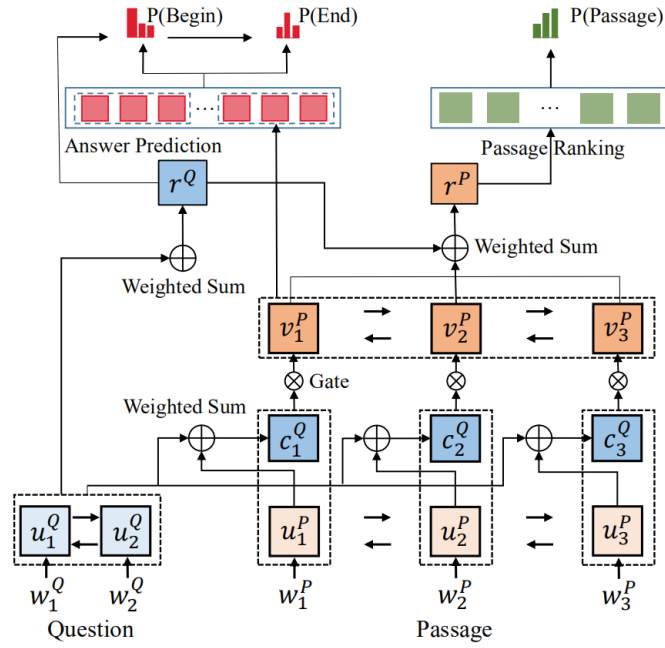 P(Begin) P(End) P(Passage)
...
...
Answer Prediction
Passage Ranking
r^Q
r^P
Weighted Sum
Weighted Sum
v_1^P v_2^P v_3^P
Gate
Weighted Sum
c_1^Q c_2^Q c_3^Q
u_1^Q u_2^Q u_1^P u_2^P u_3^P
w_1^Q w_2^Q w_1^P w_2^P w_3^P
Question Passage